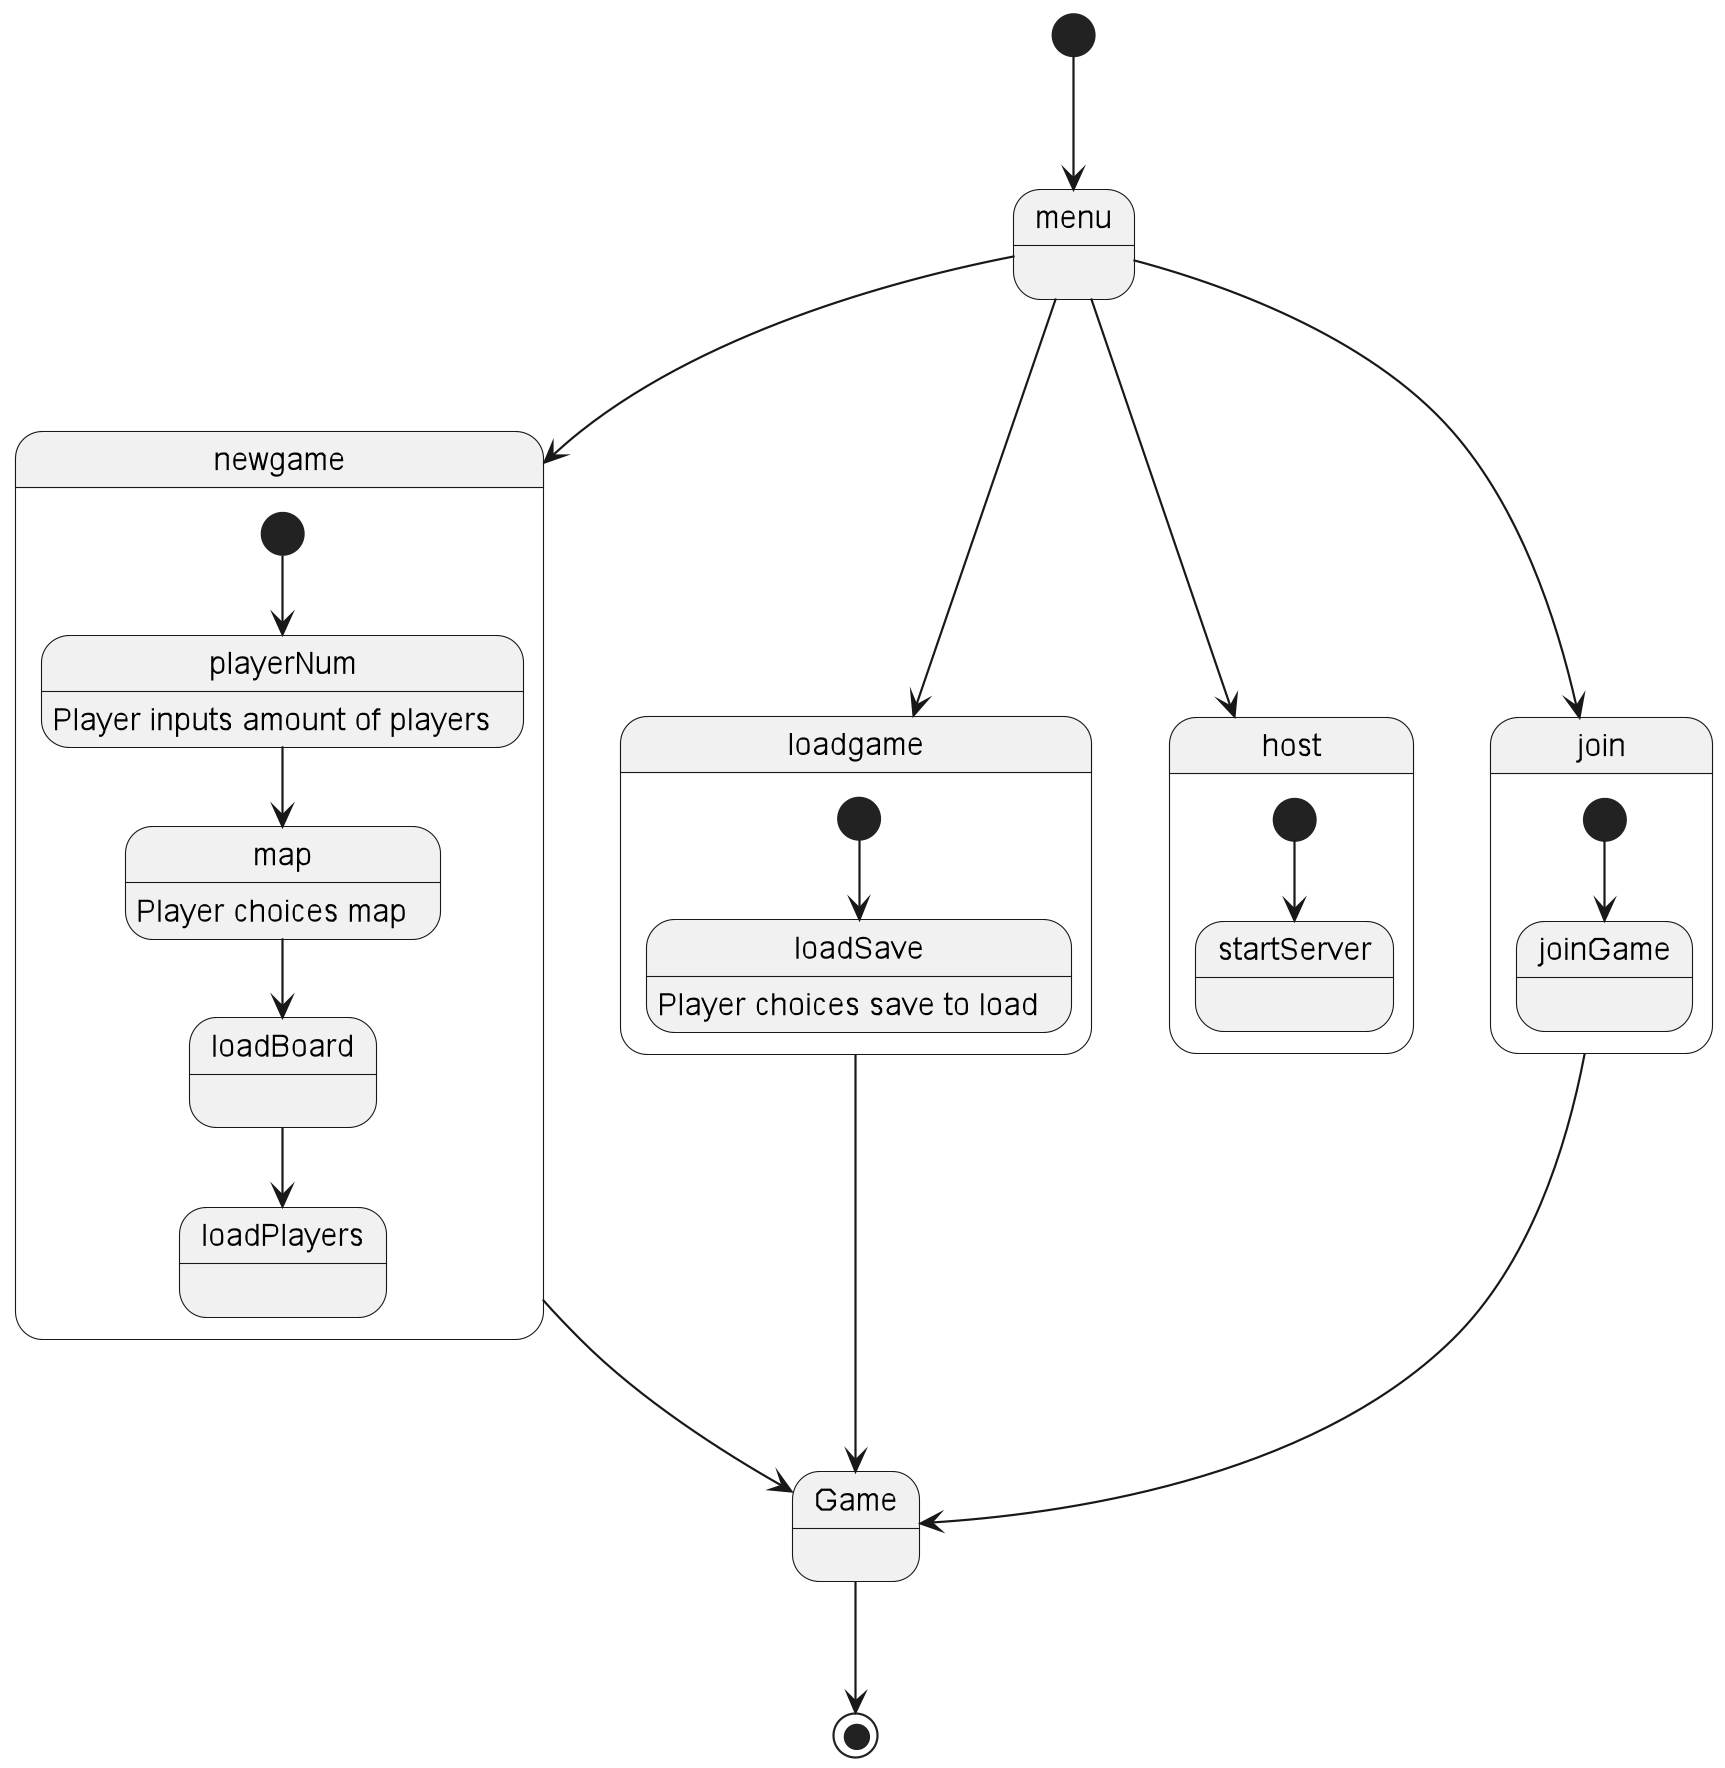 menu
newgame
playerNum
Player inputs amount of players
map
Player choices map
loadBoard
loadPlayers
loadgame
loadSave
Player choices save to load
host
startServer
join
joinGame
Game